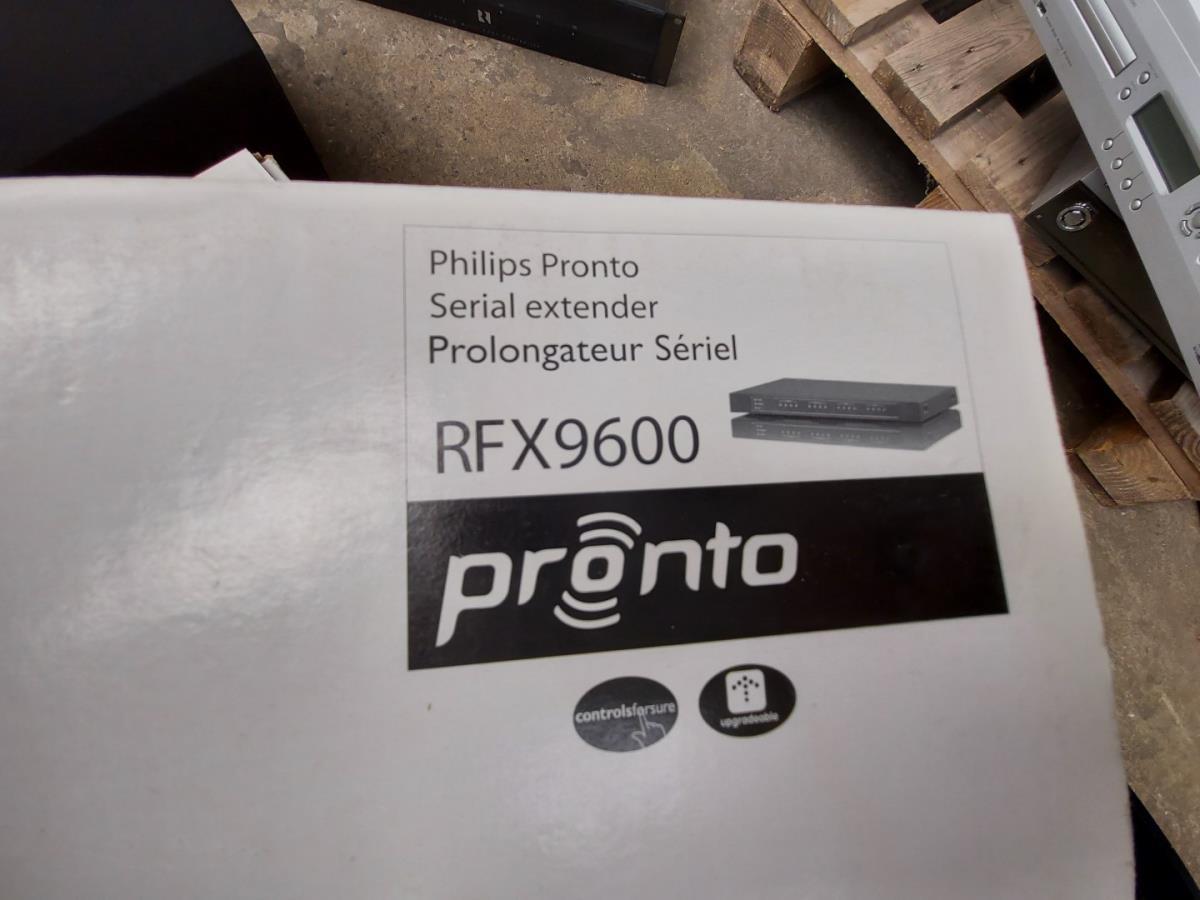 Philips Pronto
Serial extender
Prolongateur Sériel
RFX9600
pronto
controlsforsure
upgradeable